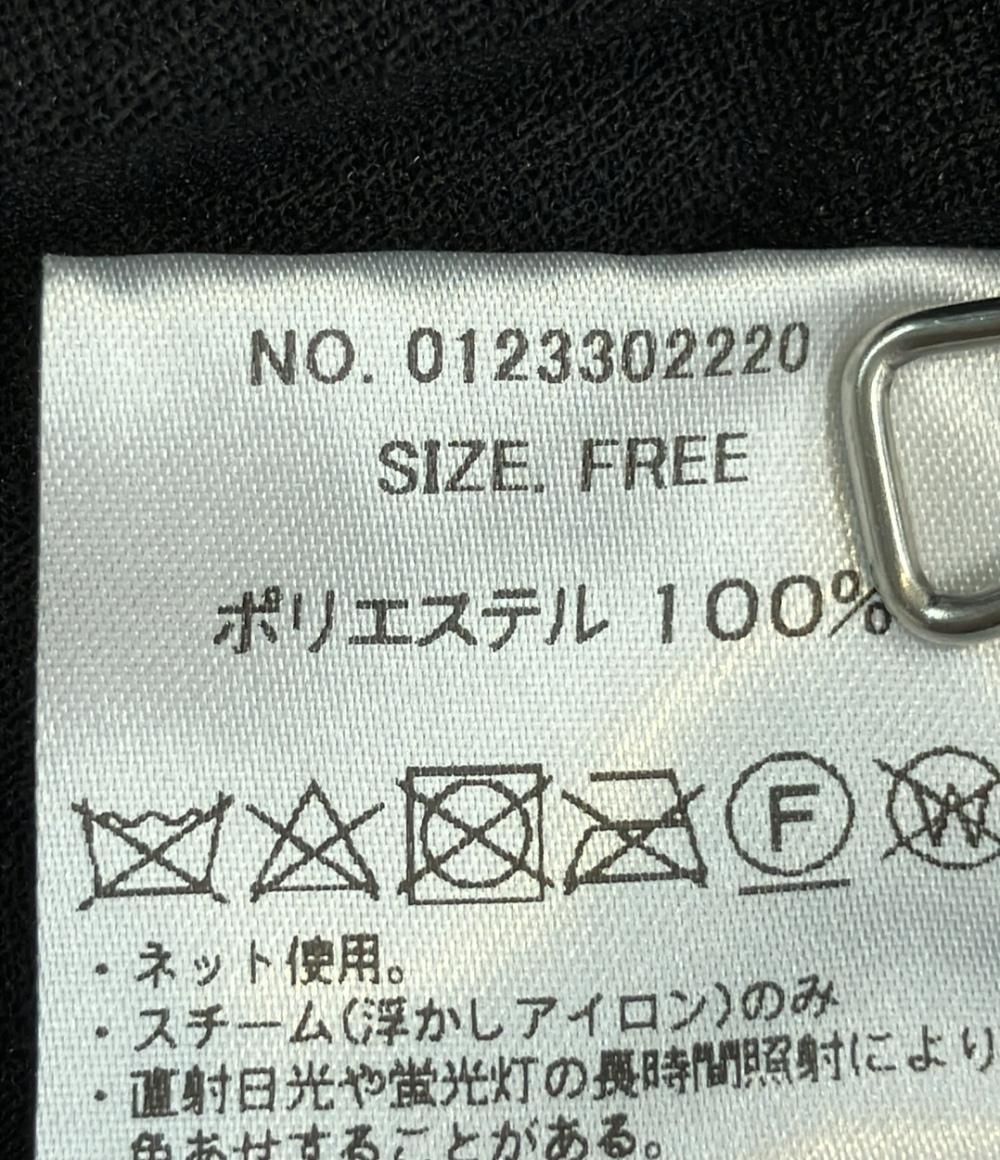 NO. 0123302220
SIZE. FREE
ポリエステル 100%
F W
・ネット使用。
・スチーム(浮かしアイロン)のみ
・直射日光や蛍光灯の長時間照射により
色あせすることがある。